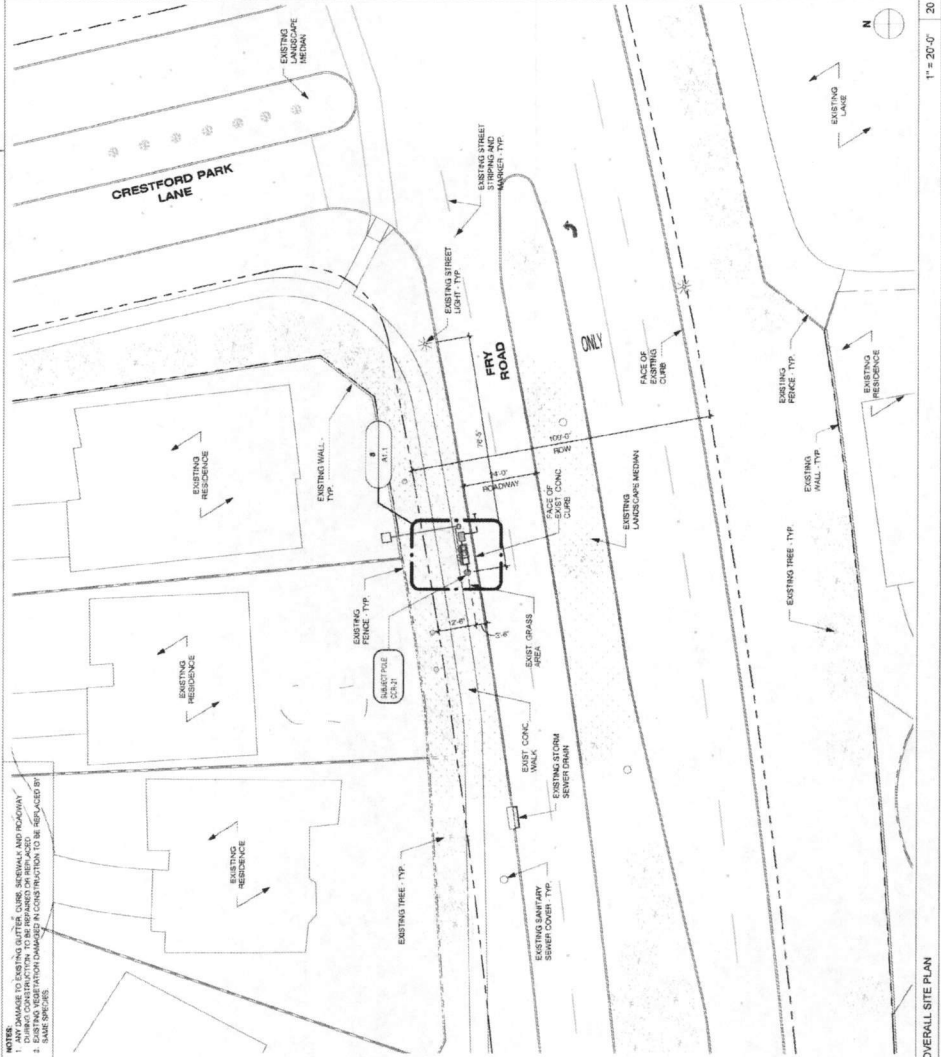 NOTES:
1. ANY DAMAGE TO EXISTING GUTTER, CURB, SIDEWALK AND ROADWAY
DURING CONSTRUCTION, TO BE REPAIRED OR REPLACED
2. EXISTING VEGETATION DAMAGED IN CONSTRUCTION TO BE REPLACED BY
SAME SPECIES.
EXISTING
LANDSCAPE
MEDIAN
CRESTFORD PARK
LANE
EXISTING STREET
STRIPING AND
MARKER - TYP.
EXISTING STREET
LIGHT - TYP.
FRY
ROAD
ONLY
FACE OF
EXSITING
CURB
EXISTING
LAKE
N
EXISTING
RESIDENCE
EXISTING WALL -
TYP.
8
A1.1
76'-5"
100'-0"
ROW
ROADWAY
FACE OF
EXIST CONC
CURB
EXISTING
LANDSCAPE MEDIAN
EXISTING
FENCE - TYP.
EXISTING
WALL - TYP.
EXISTING
RESIDENCE
EXISTING TREE - TYP.
EXISTING
RESIDENCE
EXISTING
FENCE - TYP.
SUBJECT POLE
12'-6"
EXIST GRASS
AREA
EXIST CONC
WALK
EXISTING STORM
SEWER DRAIN
EXISTING
RESIDENCE
EXISTING TREE - TYP.
EXISTING SANITARY
SEWER COVER - TYP.
OVERALL SITE PLAN
1" = 20'-0"
20